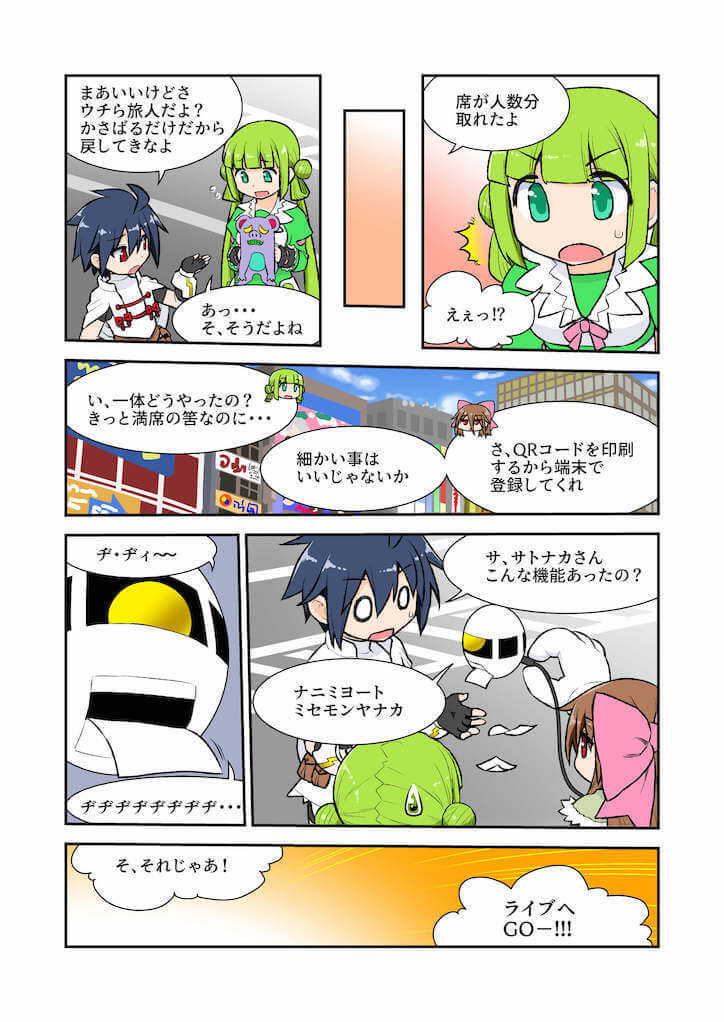 まあいいけどさ
ウチら旅人だよ？
かさばるだけだから
戻してきなよ
あっ・・・
そ、そうだよね
席が人数分
取れたよ
えぇっ!?
い、一体どうやったの？
きっと満席の筈なのに・・・
細かい事は
いいじゃないか
さ、QRコードを印刷
するから端末で
登録してくれ
ヂ・ヂィ〜〜
ヂヂヂヂヂヂヂヂ・・・
サ、サトナカさん
こんな機能あったの？
ナニミヨート
ミセモンヤナカ
そ、それじゃあ！
ライブへ
GOー!!!